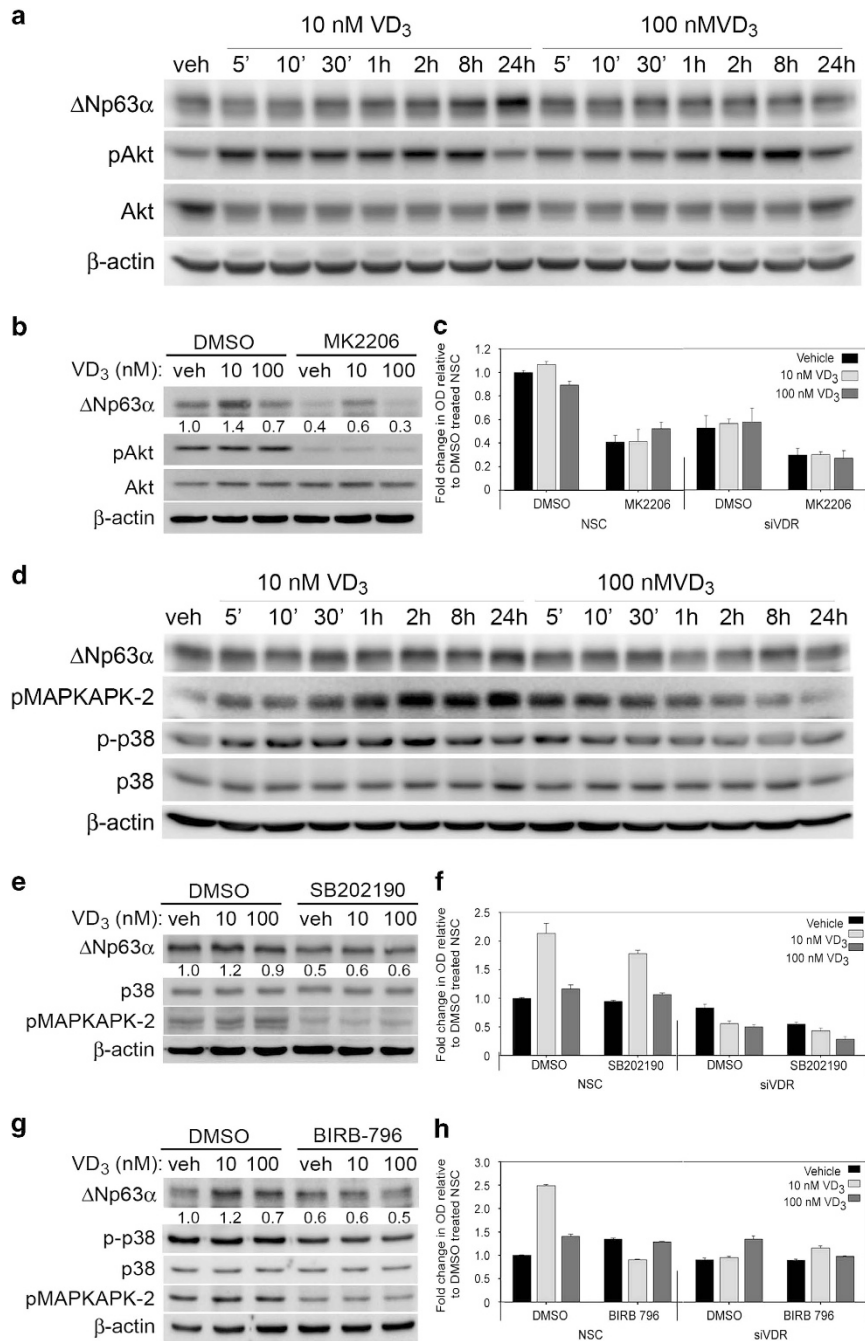 a
10 nM VD3 100 nMVD3
veh 5' 10' 30' 1h 2h 8h 24h 5' 10' 30' 1h 2h 8h 24h
ΔNp63α
pAkt
Akt
β-actin
b
DMSO MK2206
VD3 (nM): veh 10 100 veh 10 100
ΔNp63α
1.0 1.4 0.7 0.4 0.6 0.3
pAkt
Akt
β-actin
c
Fold change in OD relative
to DMSO treated NSC
1.2
1.0
0.8
0.6
0.4
0.2
0
Vehicle
10 nM VD3
100 nM VD3
DMSO MK2206 DMSO MK2206
NSC siVDR
d
10 nM VD3 100 nMVD3
veh 5' 10' 30' 1h 2h 8h 24h 5' 10' 30' 1h 2h 8h 24h
ΔNp63α
pMAPKAPK-2
p-p38
p38
β-actin
e
DMSO SB202190
VD3 (nM): veh 10 100 veh 10 100
ΔNp63α
1.0 1.2 0.9 0.5 0.6 0.6
p38
pMAPKAPK-2
β-actin
f
Fold change in OD relative
to DMSO treated NSC
2.5
2.0
1.5
1.0
0.5
0
Vehicle
10 nM VD3
100 nM VD3
DMSO SB202190 DMSO SB202190
NSC siVDR
g
DMSO BIRB-796
VD3 (nM): veh 10 100 veh 10 100
ΔNp63α
1.0 1.2 0.7 0.6 0.6 0.5
p-p38
p38
pMAPKAPK-2
β-actin
h
Fold change in OD relative
to DMSO treated NSC
3.0
2.5
2.0
1.5
1.0
0.5
0
Vehicle
10 nM VD3
100 nM VD3
DMSO BIRB 796 DMSO BIRB 796
NSC siVDR